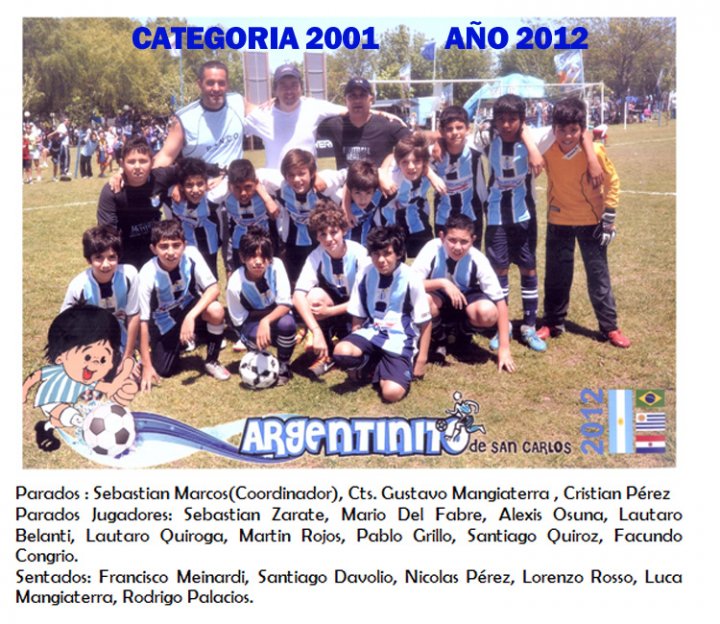 CATEGORIA 2001 AÑO 2012
ARGENTINITO
DE SAN CARLOS
2012
Parados : Sebastian Marcos(Coordinador), Cts. Gustavo Mangiaterra , Cristian Pérez
Parados Jugadores: Sebastian Zarate, Mario Del Fabre, Alexis Osuna, Lautaro
Belanti, Lautaro Quiroga, Martin Rojos, Pablo Grillo, Santiago Quiroz, Facundo
Congrio.
Sentados: Francisco Meinardi, Santiago Davolio, Nicolas Pérez, Lorenzo Rosso, Luca
Mangiaterra, Rodrigo Palacios.